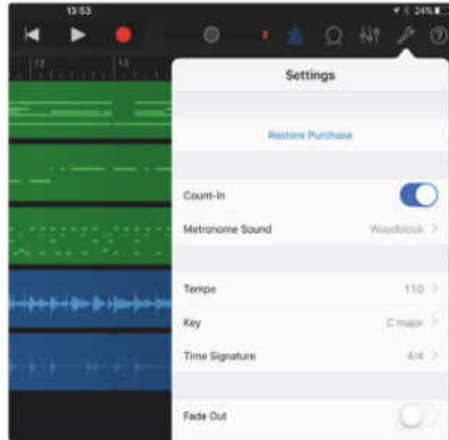 13:53
24%
?
12
13
Settings
Restore Purchase
Count-In
Metronome Sound Woodblock >
Tempo 110 >
Key C major >
Time Signature 4/4 >
Fade Out